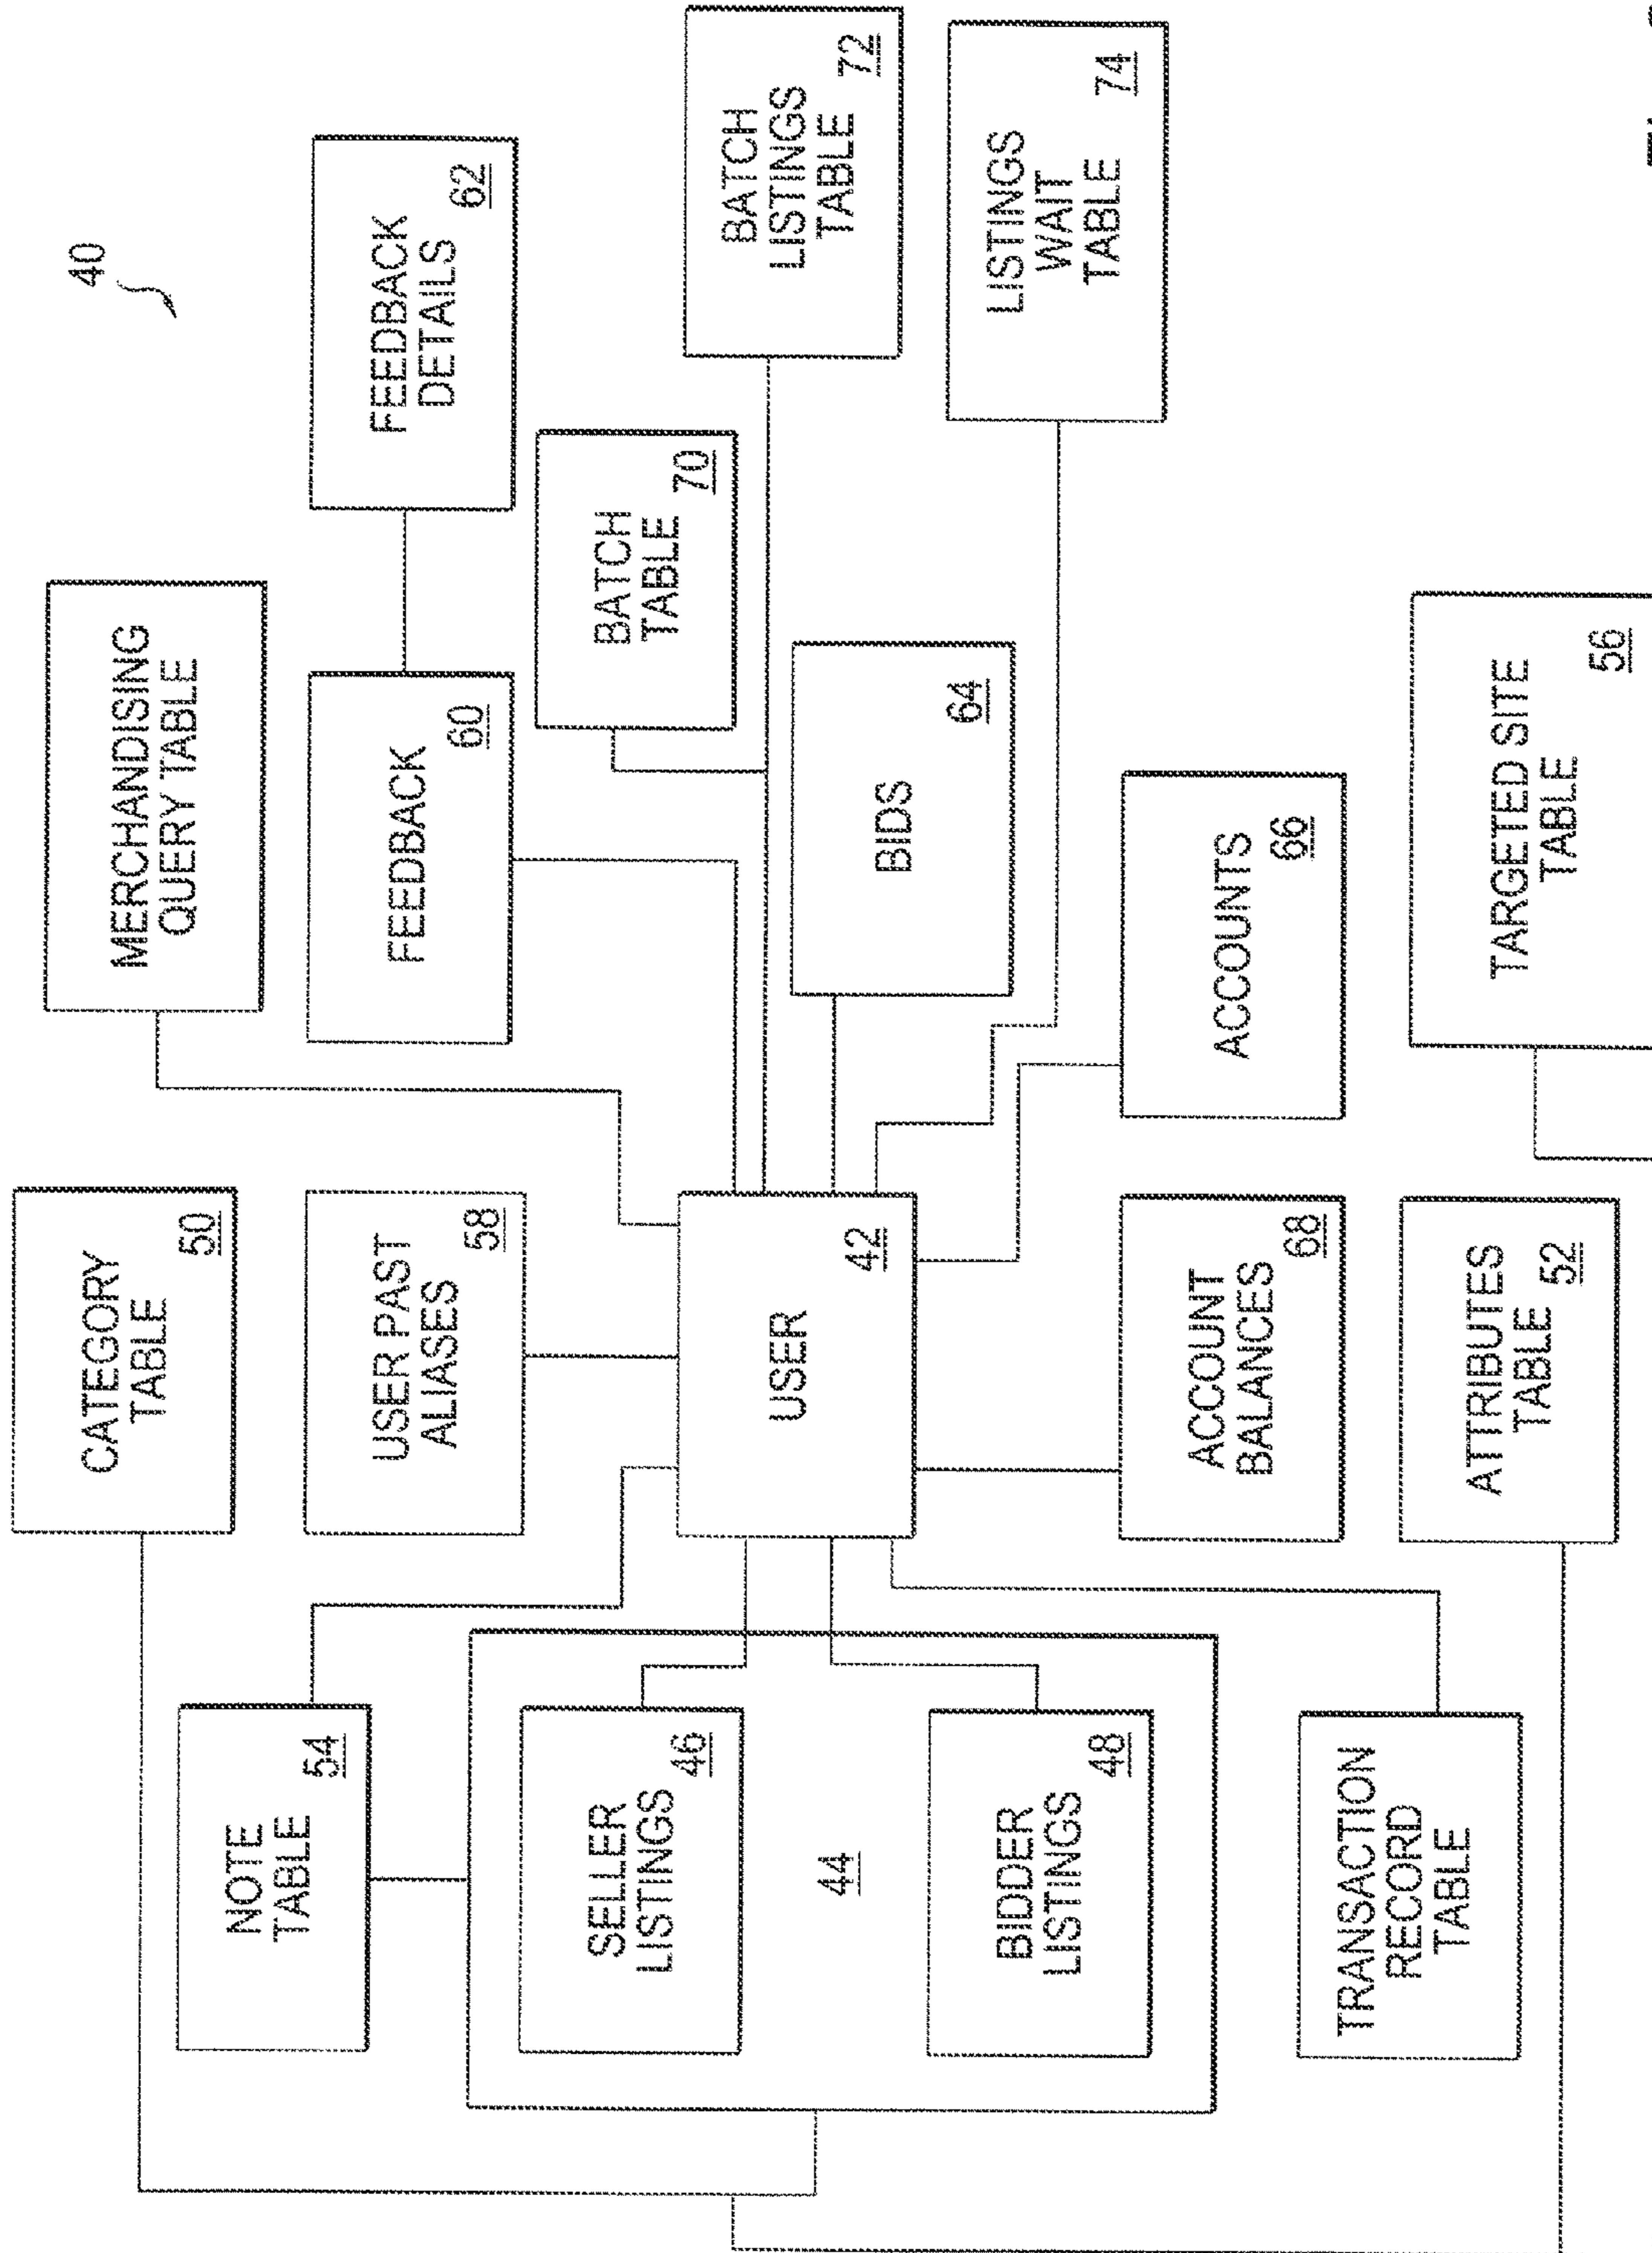 40
CATEGORY
TABLE
50
MERCHANDISING
QUERY TABLE
NOTE
TABLE
54
USER PAST
ALIASES
58
FEEDBACK
60
FEEDBACK
DETAILS
62
BATCH
TABLE
70
SELLER
LISTINGS
46
44
BIDDER
LISTINGS
48
USER
42
BIDS
64
BATCH
LISTINGS
TABLE
72
LISTINGS
WAIT
TABLE
74
TRANSACTION
RECORD
TABLE
ACCOUNT
BALANCES
68
ACCOUNTS
66
ATTRIBUTES
TABLE
52
TARGETED SITE
TABLE
56